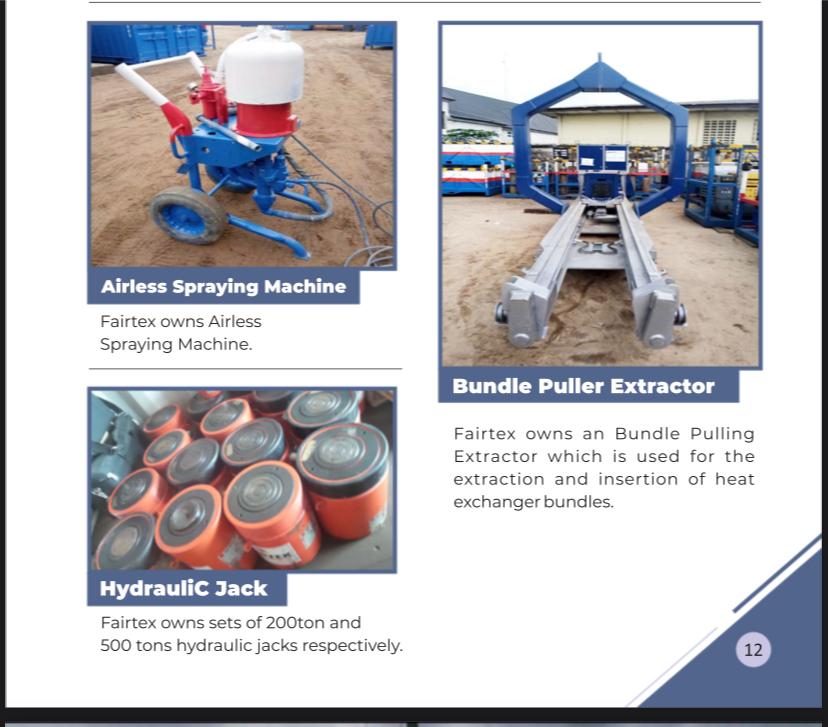 Airless Spraying Machine
Fairtex owns Airless
Spraying Machine.
HydrauliC Jack
Fairtex owns sets of 200ton and
500 tons hydraulic jacks respectively.
Bundle Puller Extractor
Fairtex owns an Bundle Pulling
Extractor which is used for the
extraction and insertion of heat
exchanger bundles.
12